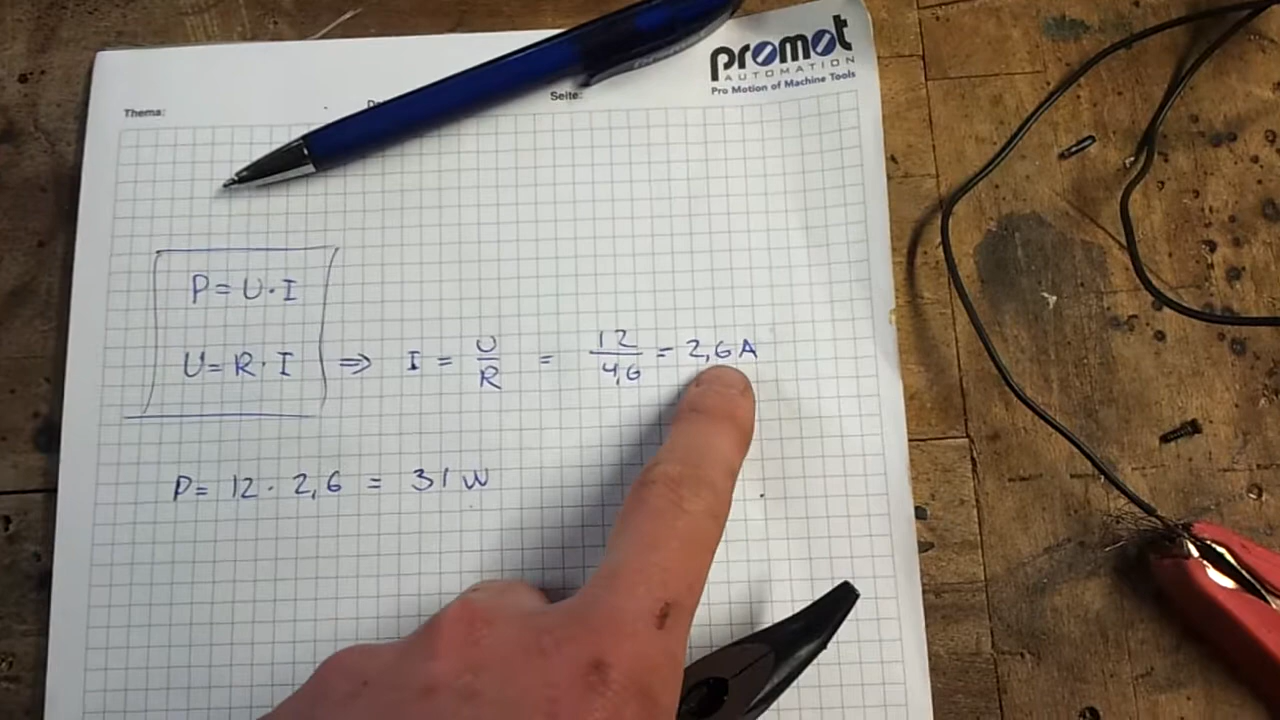 promot
AUTOMATION
Pro Motion of Machine Tools
Thema:
Seite:
P = U · I
U = R · I ⇒ I = U/R = 12/4,6 = 2,6 A
P = 12 · 2,6 = 31 W